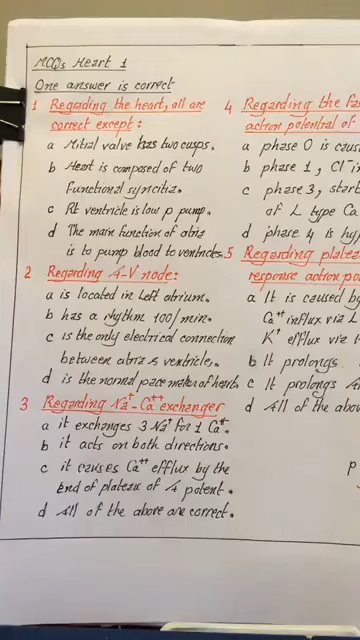 MCQs Heart 1
One answer is correct
1 Regarding the heart, all are
correct except:
a Mitral valve has two cusps.
b Heart is composed of two
Functional syncitia.
c Rt ventricle is low p pump.
d The main function of atria
is to pump blood to ventricles.
2 Regarding A-V node:
a is located in Left atrium.
b has a rhythm 100/min.
c is the only electrical connection
between atria & ventricles.
d is the normal pace maker of heart.
3 Regarding Na+-Ca++ exchanger
a it exchanges 3 Na+ for 1 Ca+.
b it acts on both directions.
c it causes Ca++ efflux by the
End of plateau of A potent.
d All of the above are correct.
4 Regarding the
action potential of
a phase 0 is
b phase 1, Cl-
c phase 3, start
of L type Ca
d phase 4 is
5 Regarding
response action
a It is caused by
Ca++ influx via L
K+ efflux via
b It prolongs
c It prolongs
d All of the above
p